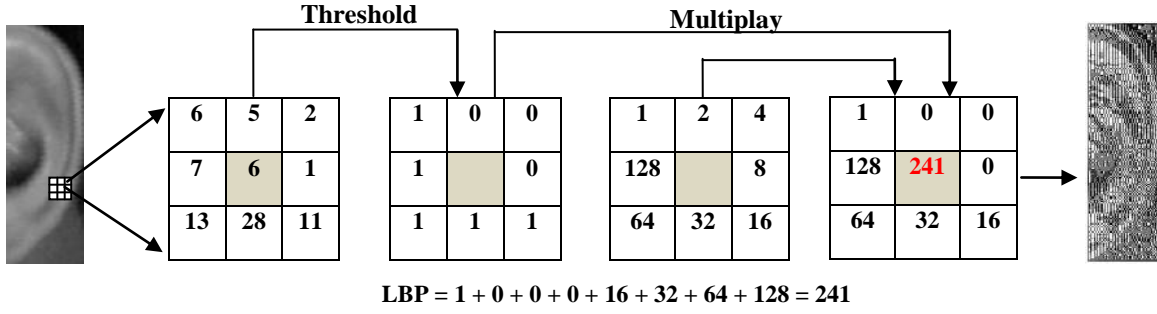 Threshold Multiplay
6 5 2 1 0 0 1 2 4 1 0 0
7 6 1 1 0 128 8 128 241 0
13 28 11 1 1 1 64 32 16 64 32 16
LBP = 1 + 0 + 0 + 0 + 16 + 32 + 64 + 128 = 241